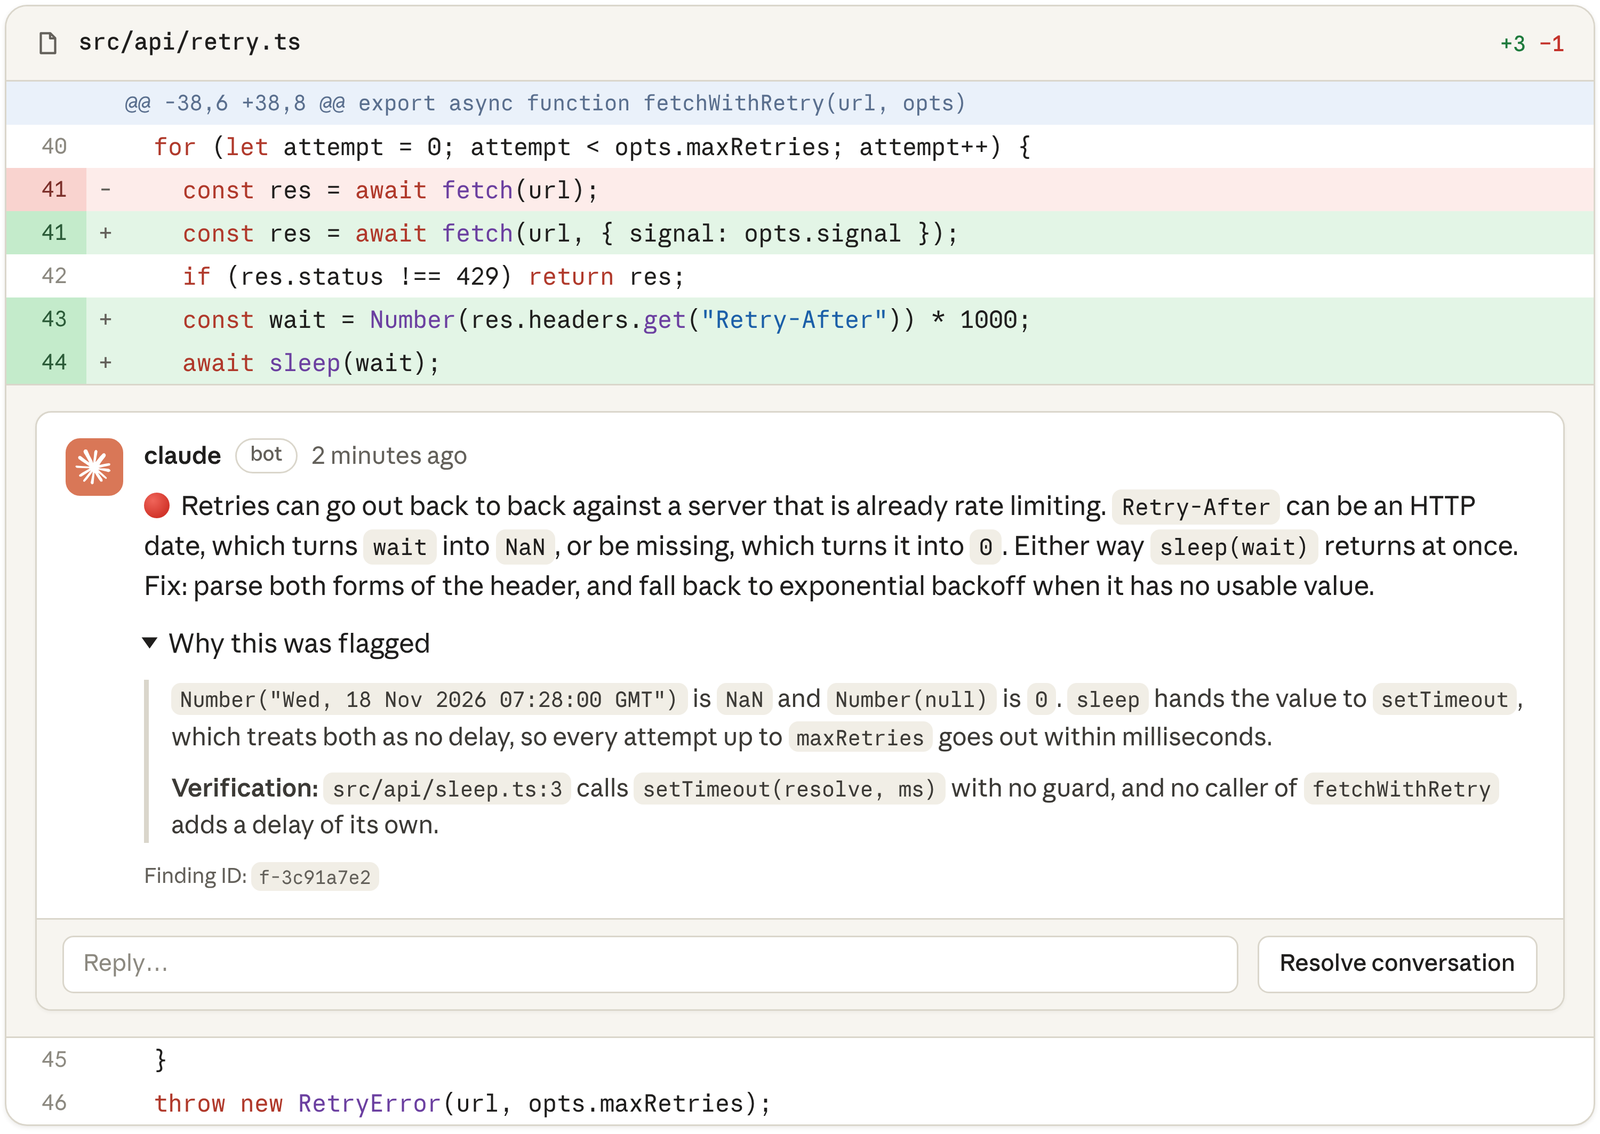 src/api/retry.ts +3 −1
@@ -38,6 +38,8 @@ export async function fetchWithRetry(url, opts)
40 for (let attempt = 0; attempt < opts.maxRetries; attempt++) {
41 - const res = await fetch(url);
41 + const res = await fetch(url, { signal: opts.signal });
42 if (res.status !== 429) return res;
43 + const wait = Number(res.headers.get("Retry-After")) * 1000;
44 + await sleep(wait);
claude bot 2 minutes ago
Retries can go out back to back against a server that is already rate limiting. Retry-After can be an HTTP
date, which turns wait into NaN, or be missing, which turns it into 0. Either way sleep(wait) returns at once.
Fix: parse both forms of the header, and fall back to exponential backoff when it has no usable value.
Why this was flagged
Number("Wed, 18 Nov 2026 07:28:00 GMT") is NaN and Number(null) is 0. sleep hands the value to setTimeout,
which treats both as no delay, so every attempt up to maxRetries goes out within milliseconds.
Verification: src/api/sleep.ts:3 calls setTimeout(resolve, ms) with no guard, and no caller of fetchWithRetry
adds a delay of its own.
Finding ID: f-3c91a7e2
Reply...
Resolve conversation
45 }
46 throw new RetryError(url, opts.maxRetries);